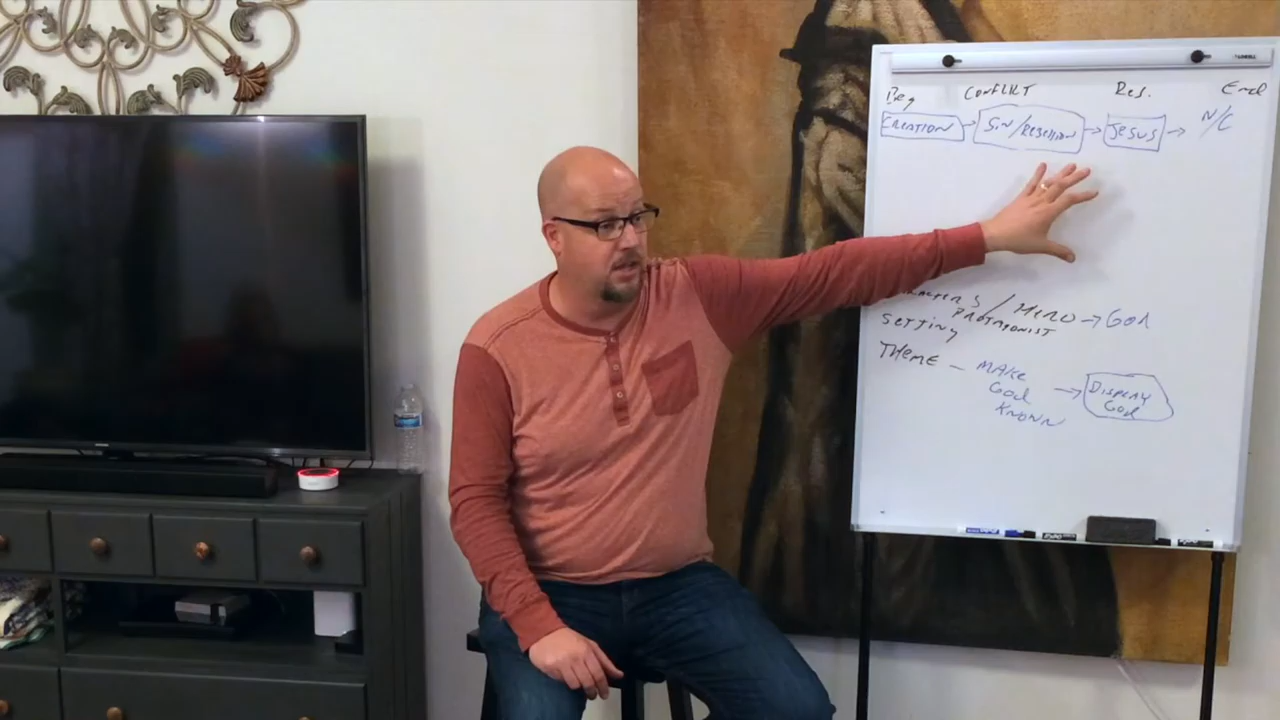 Beg CONFLICT Res. End
CREATION → SIN/REBELLION → JESUS → N/C
/ HERO → GOD
PROTAGONIST
SETTING
THEME – MAKE GOD KNOWN → DISPLAY GOD